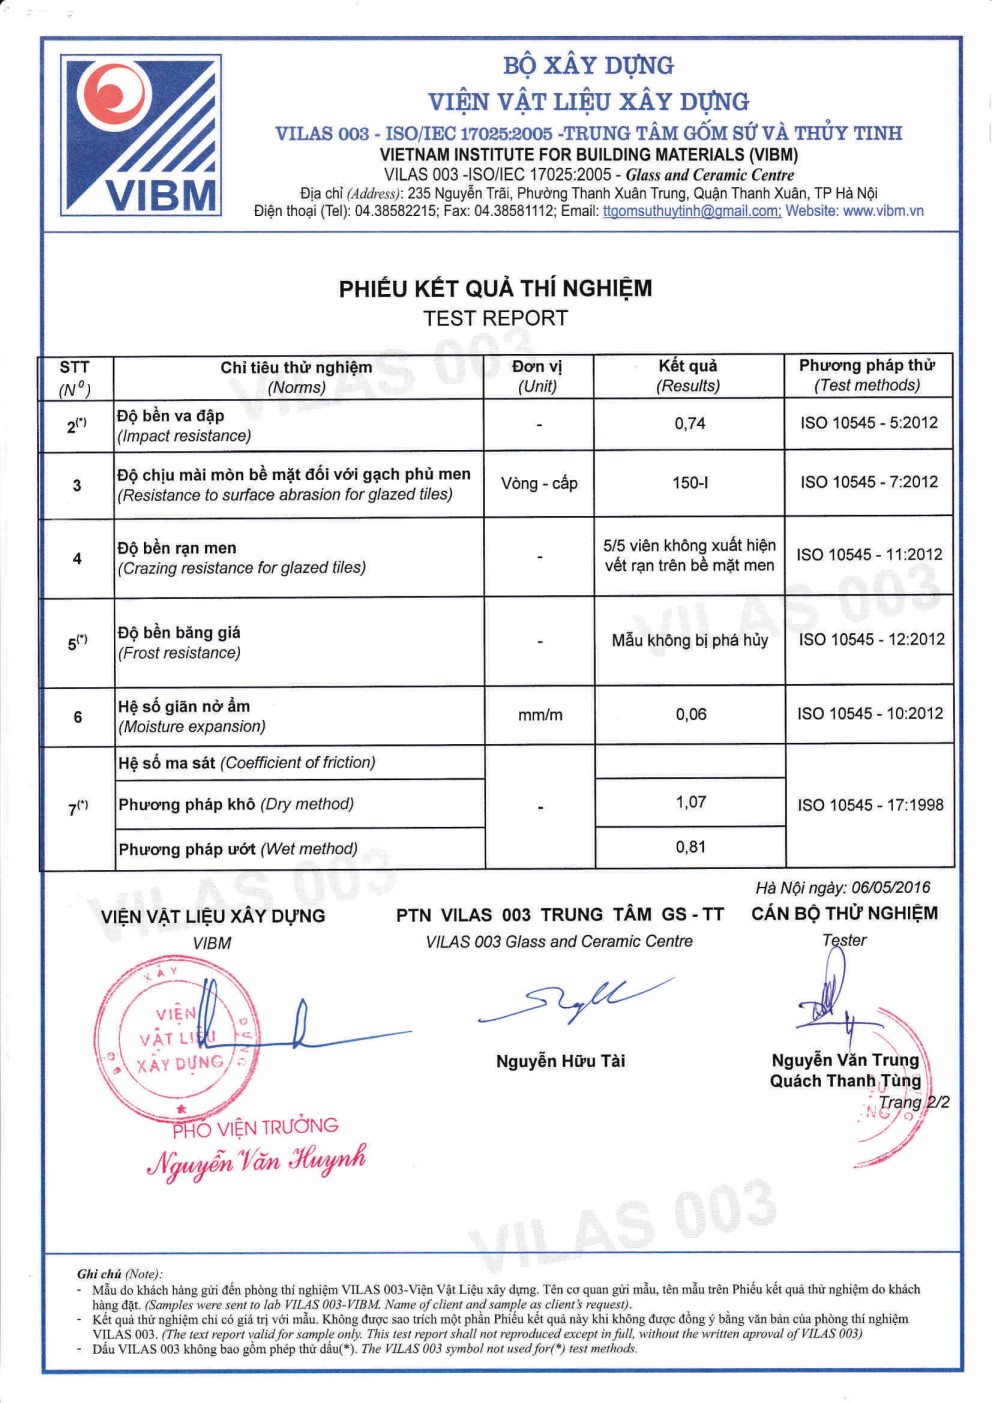 VIBM
BỘ XÂY DỰNG
VIỆN VẬT LIỆU XÂY DỰNG
VILAS 003 - ISO/IEC 17025:2005 -TRUNG TÂM GỐM SỨ VÀ THỦY TINH
VIETNAM INSTITUTE FOR BUILDING MATERIALS (VIBM)
VILAS 003 -ISO/IEC 17025:2005 - Glass and Ceramic Centre
Địa chỉ (Address): 235 Nguyễn Trãi, Phường Thanh Xuân Trung, Quận Thanh Xuân, TP Hà Nội
Điện thoại (Tel): 04.38582215; Fax: 04.38581112; Email: ttgomsuthuytinh@gmail.com; Website: www.vibm.vn
PHIẾU KẾT QUẢ THÍ NGHIỆM
TEST REPORT
VILAS 003
STT Chỉ tiêu thử nghiệm Đơn vị Kết quả Phương pháp thử
(N⁰) (Norms) (Unit) (Results) (Test methods)
2(*) Độ bền va đập - 0,74 ISO 10545 - 5:2012
(Impact resistance)
3 Độ chịu mài mòn bề mặt đối với gạch phủ men Vòng - cấp 150-I ISO 10545 - 7:2012
(Resistance to surface abrasion for glazed tiles)
4 Độ bền rạn men - 5/5 viên không xuất hiện ISO 10545 - 11:2012
(Crazing resistance for glazed tiles) vết rạn trên bề mặt men
VILAS 003
5(*) Độ bền băng giá - Mẫu không bị phá hủy ISO 10545 - 12:2012
(Frost resistance)
6 Hệ số giãn nở ẩm mm/m 0,06 ISO 10545 - 10:2012
(Moisture expansion)
7(*) Hệ số ma sát (Coefficient of friction) - ISO 10545 - 17:1998
Phương pháp khô (Dry method) 1,07
Phương pháp ướt (Wet method) 0,81
VILAS 003
Hà Nội ngày: 06/05/2016
VIỆN VẬT LIỆU XÂY DỰNG PTN VILAS 003 TRUNG TÂM GS - TT CÁN BỘ THỬ NGHIỆM
VIBM VILAS 003 Glass and Ceramic Centre Tester
BỘ XÂY DỰNG
VIỆN
VẬT LIỆU
XÂY DỰNG
Nguyễn Hữu Tài
Nguyễn Văn Trung
Quách Thanh Tùng
Trang 2/2
PHÓ VIỆN TRƯỞNG
Nguyễn Văn Huynh
VILAS 003
Ghi chú (Note):
- Mẫu do khách hàng gửi đến phòng thí nghiệm VILAS 003-Viện Vật Liệu xây dựng. Tên cơ quan gửi mẫu, tên mẫu trên Phiếu kết quả thử nghiệm do khách
hàng đặt. (Samples were sent to lab VILAS 003-VIBM. Name of client and sample as client's request).
- Kết quả thử nghiệm chỉ có giá trị với mẫu. Không được sao trích một phần Phiếu kết quả này khi không được đồng ý bằng văn bản của phòng thí nghiệm
VILAS 003. (The text report valid for sample only. This test report shall not reproduced except in full, without the written aproval of VILAS 003)
- Dấu VILAS 003 không bao gồm phép thử dấu(*). The VILAS 003 symbol not used for(*) test methods.